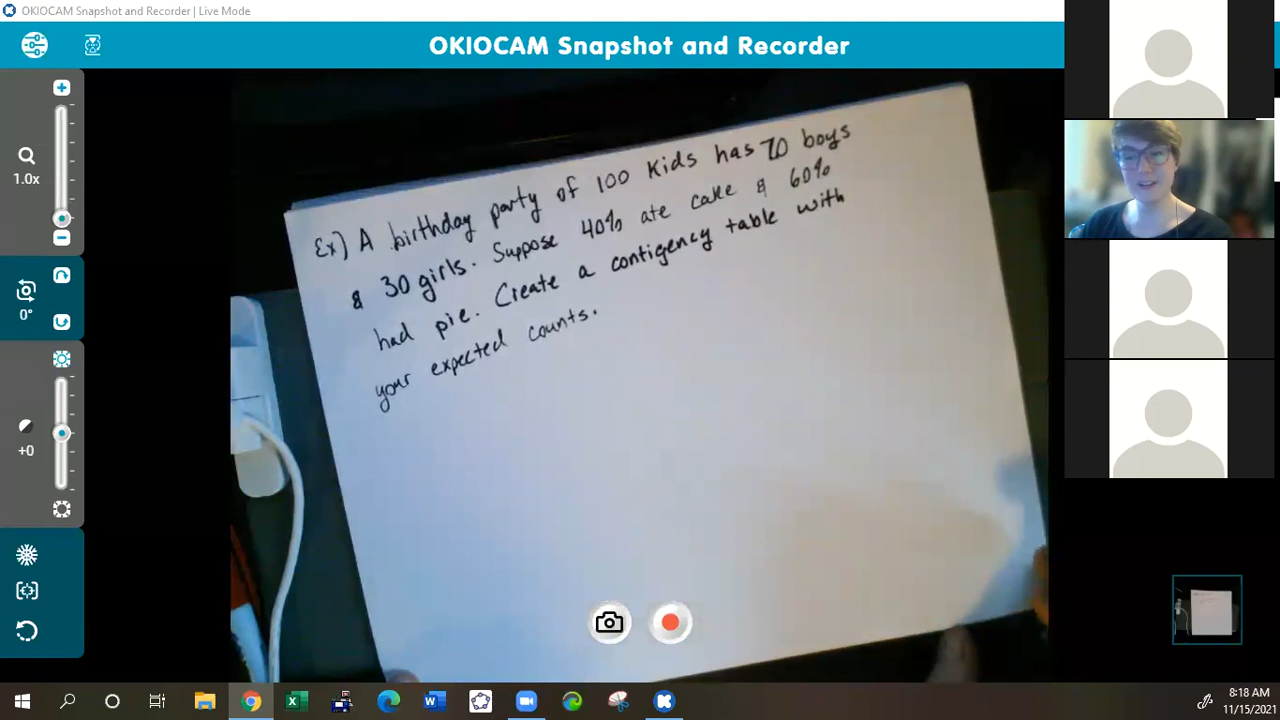 OKIOCAM Snapshot and Recorder | Live Mode
OKIOCAM Snapshot and Recorder
1.0x
0°
+0
Ex) A birthday party of 100 Kids has 70 boys
& 30 girls. Suppose 40% ate cake & 60%
had pie. Create a contigency table with
your expected counts.
8:18 AM
11/15/2021